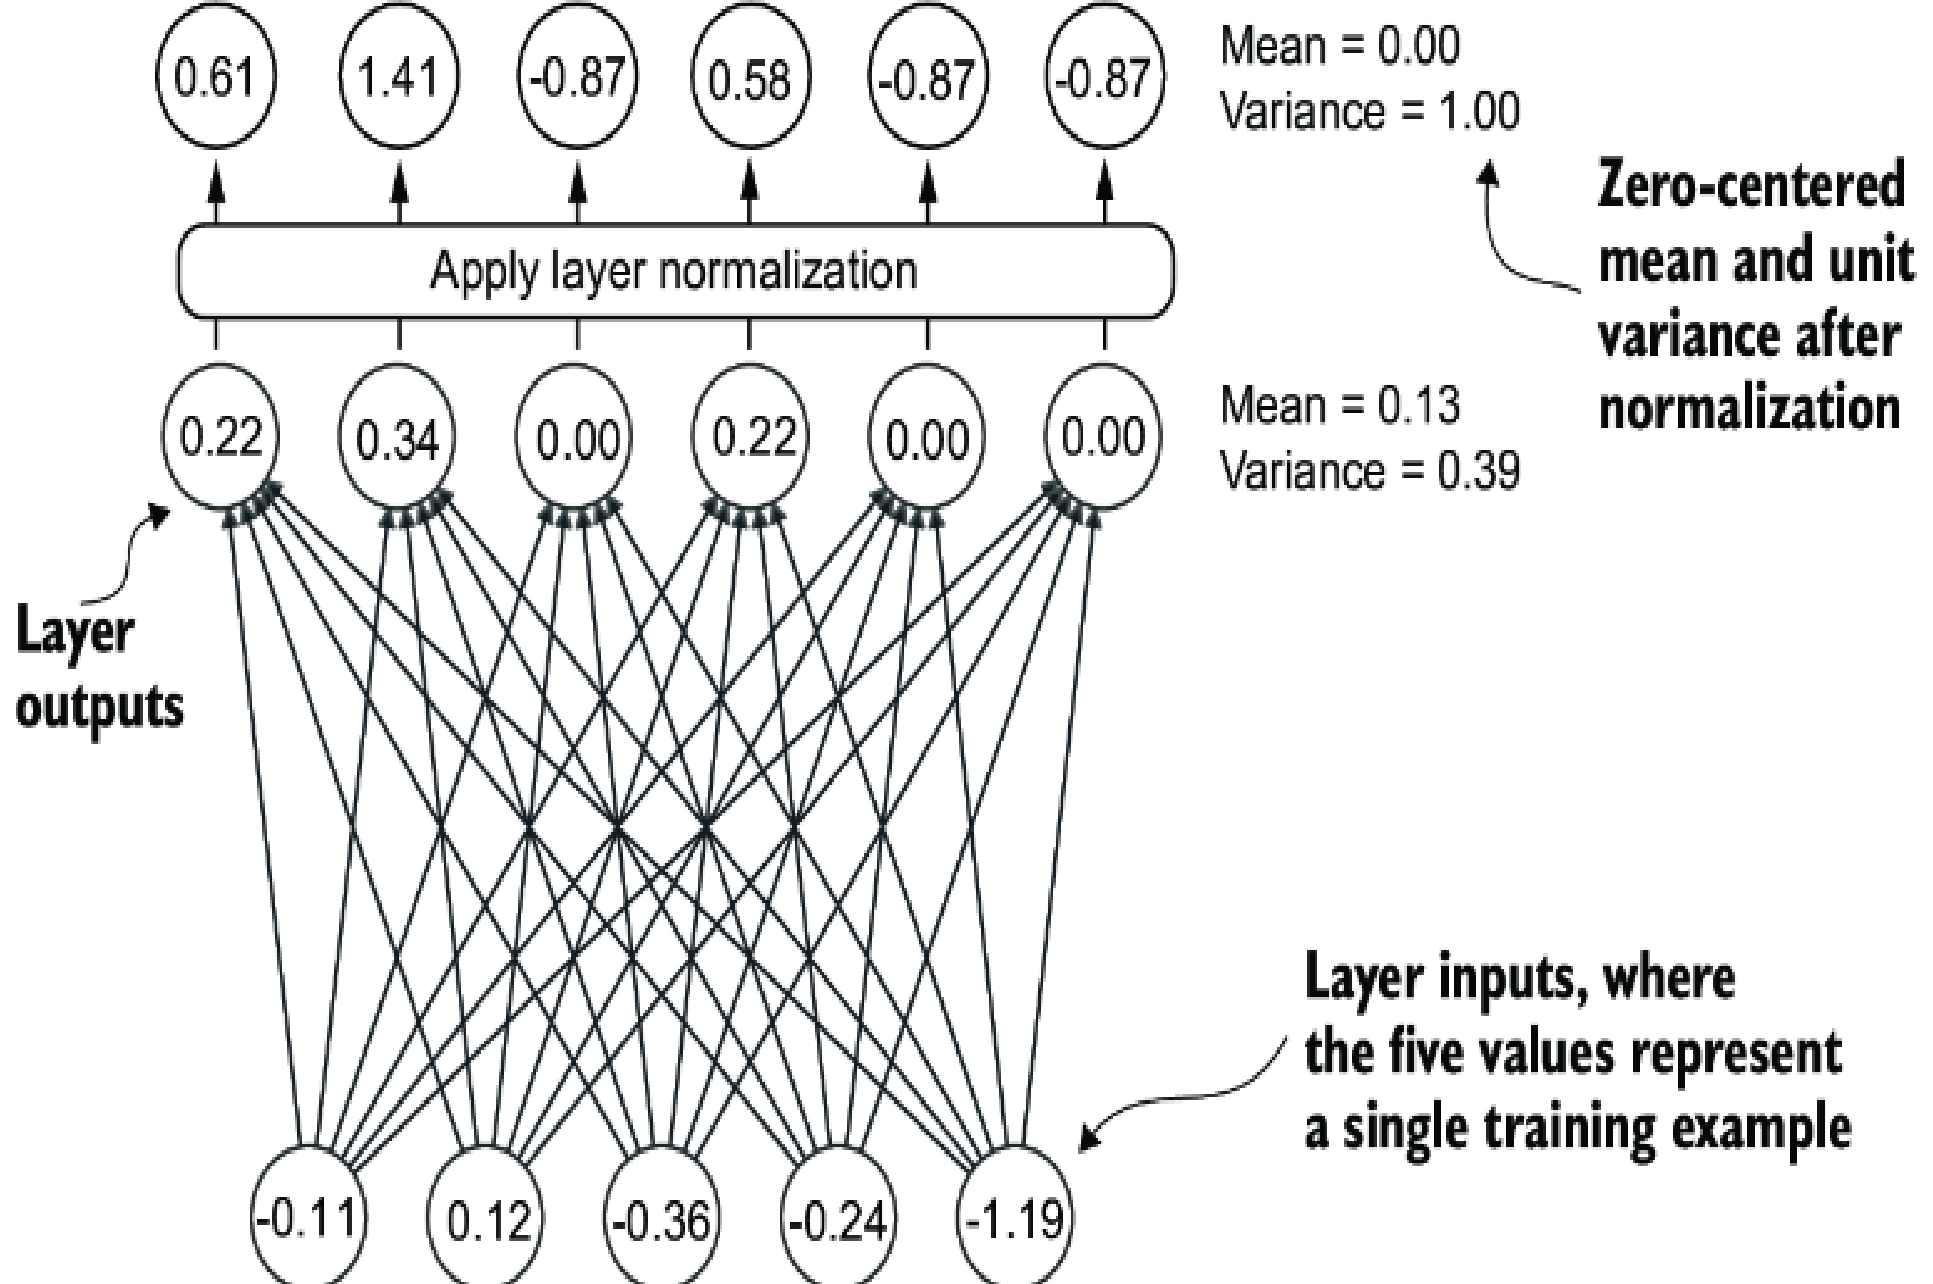 0.61 1.41 -0.87 0.58 -0.87 -0.87
Mean = 0.00
Variance = 1.00
Zero-centered
mean and unit
variance after
normalization
Apply layer normalization
0.22 0.34 0.00 0.22 0.00 0.00
Mean = 0.13
Variance = 0.39
Layer
outputs
Layer inputs, where
the five values represent
a single training example
-0.11 0.12 -0.36 -0.24 -1.19